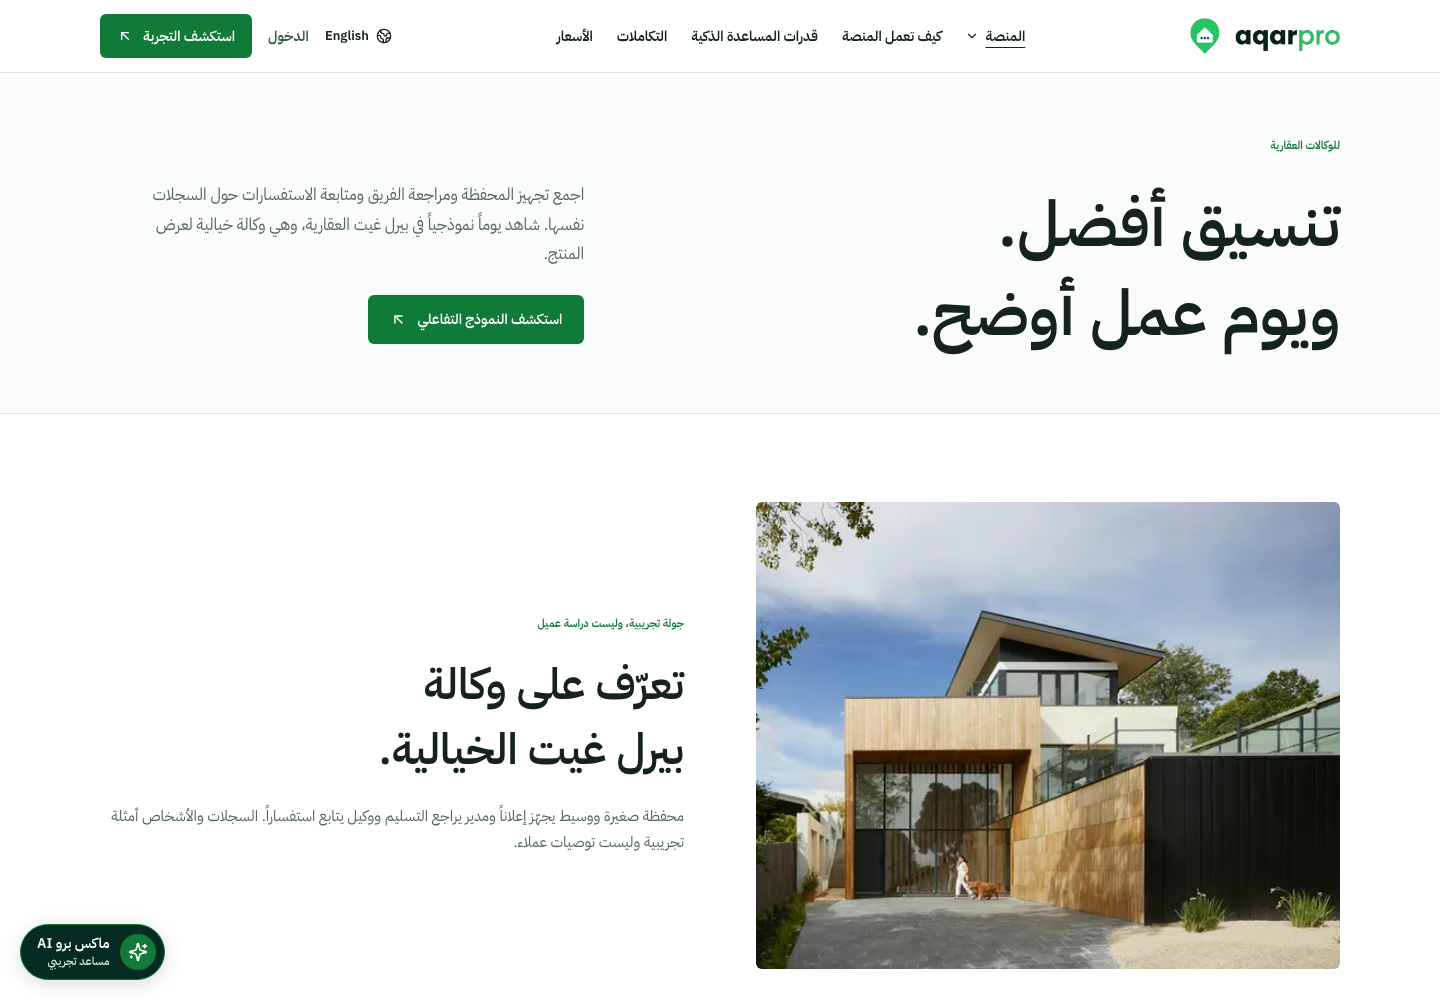 aqarpro
المنصة
كيف تعمل المنصة
قدرات المساعدة الذكية
التكاملات
الأسعار
English
الدخول
استكشف التجربة
للوكالات العقارية
تنسيق أفضل.
ويوم عمل أوضح.
اجمع تجهيز المحفظة ومراجعة الفريق ومتابعة الاستفسارات حول السجلات
نفسها. شاهد يوماً نموذجياً في بيرل غيت العقارية، وهي وكالة خيالية لعرض
المنتج.
استكشف النموذج التفاعلي
جولة تجريبية، وليست دراسة عميل
تعرّف على وكالة
بيرل غيت الخيالية.
محفظة صغيرة ووسيط يجهّز إعلاناً ومدير يراجع التسليم ووكيل يتابع استفساراً. السجلات والأشخاص أمثلة
تجريبية وليست توصيات عملاء.
ماكس برو AI
مساعد تجريبي